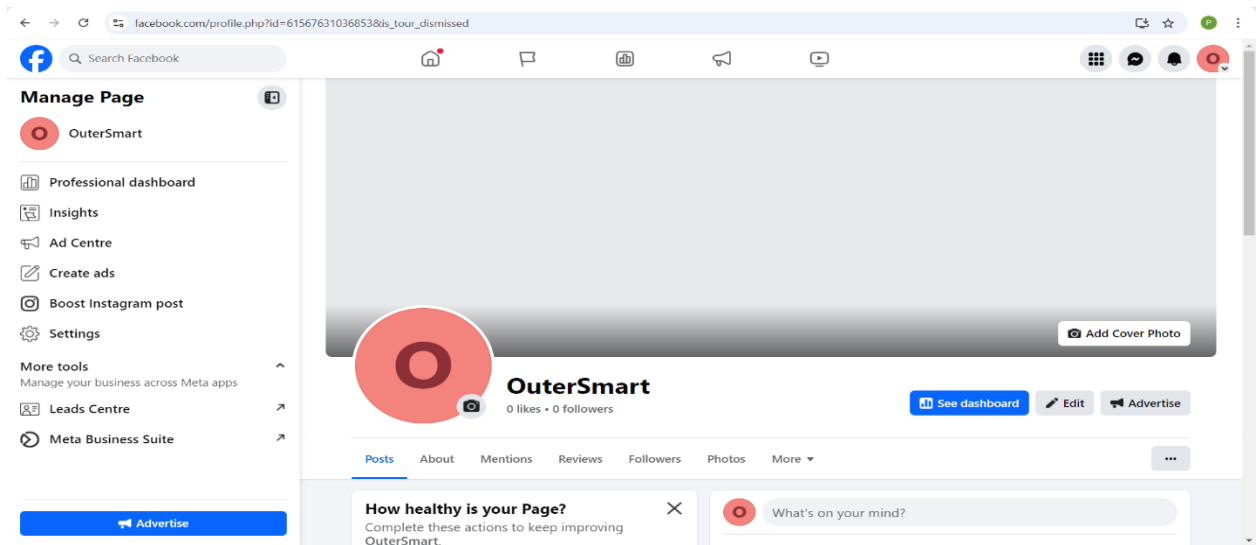 facebook.com/profile.php?id=61567631036853&is_tour_dismissed
P
Search Facebook
O
Manage Page
O OuterSmart
Professional dashboard
Insights
Ad Centre
Create ads
Boost Instagram post
Settings
More tools
Manage your business across Meta apps
Leads Centre
Meta Business Suite
Advertise
Add Cover Photo
O
OuterSmart
0 likes • 0 followers
See dashboard Edit Advertise
Posts About Mentions Reviews Followers Photos More
How healthy is your Page?
Complete these actions to keep improving
OuterSmart.
O What's on your mind?